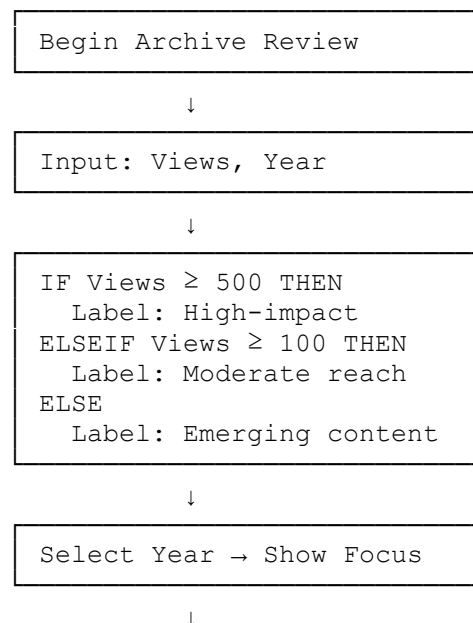 Begin Archive Review
↓
Input: Views, Year
↓
IF Views ≥ 500 THEN
Label: High-impact
ELSEIF Views ≥ 100 THEN
Label: Moderate reach
ELSE
Label: Emerging content
↓
Select Year → Show Focus
↓